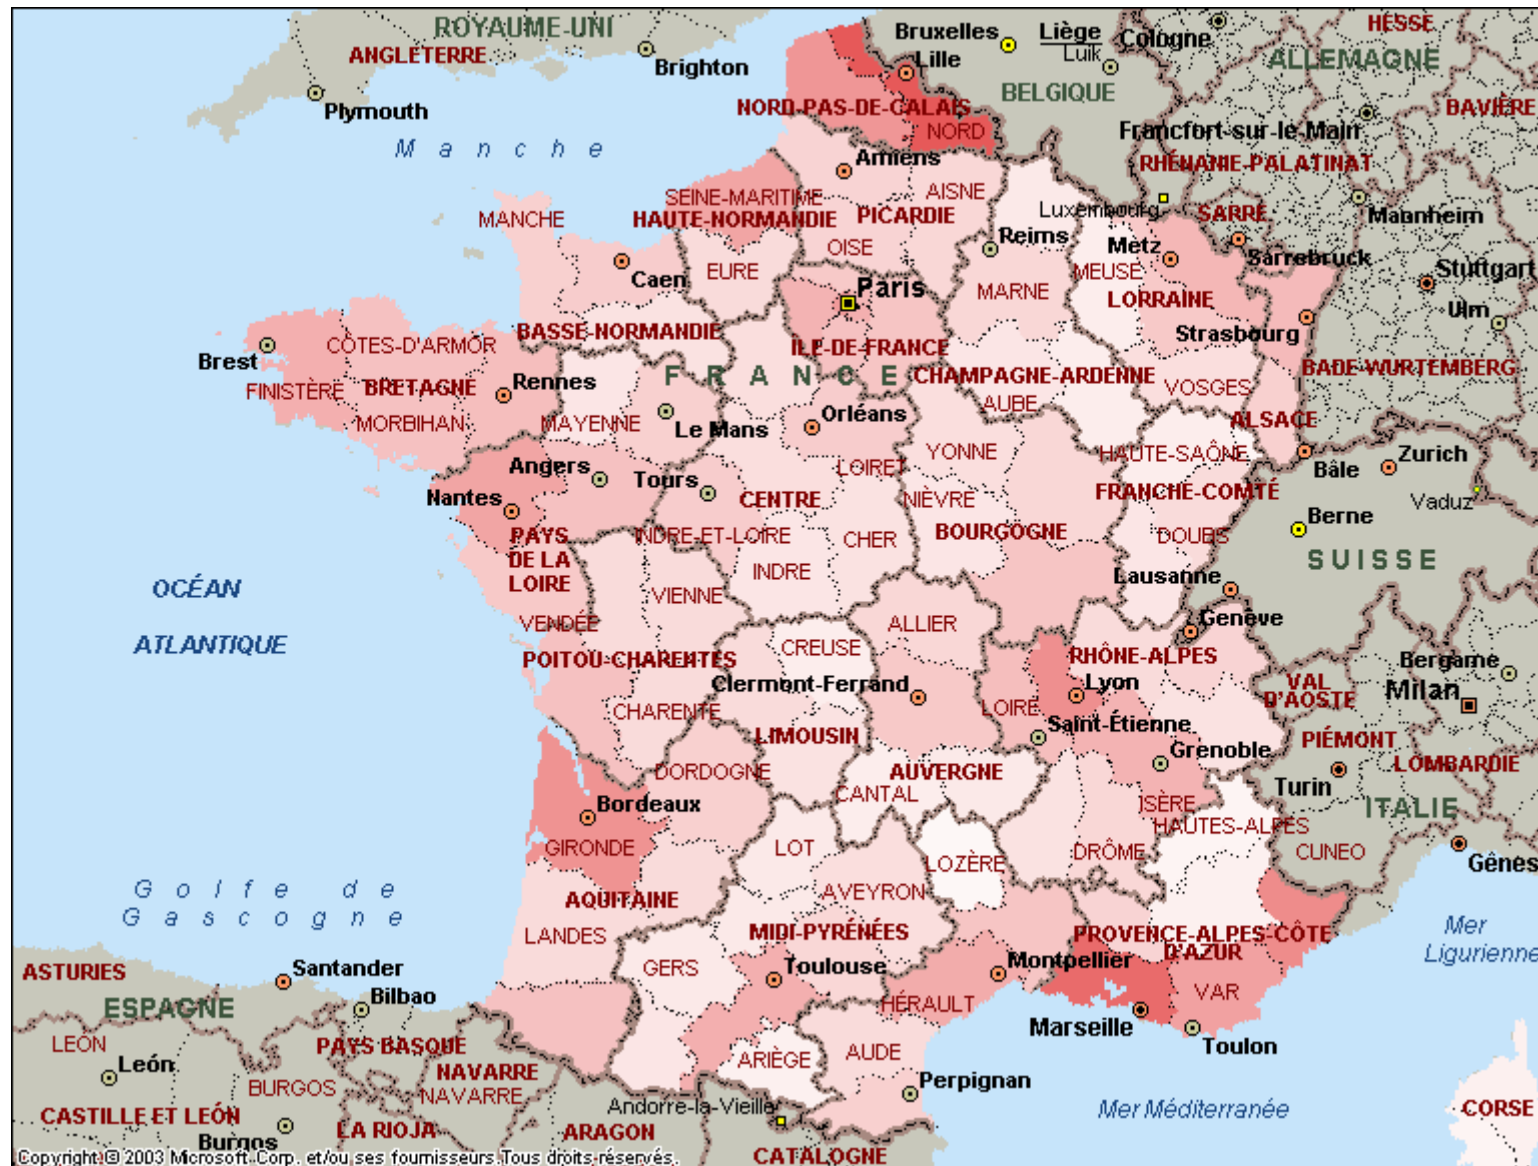 ROYAUME-UNI
ANGLETERRE
Brighton
Plymouth
Manche
Bruxelles
Liège
Luik
Cologne
HESSE
ALLEMAGNE
Lille
BELGIQUE
BAVIÈRE
NORD-PAS-DE-CALAIS
NORD
Francfort-sur-le-Main
RHÉNANIE-PALATINAT
Amiens
AISNE
SEINE-MARITIME
HAUTE-NORMANDIE
PICARDIE
MANCHE
OISE
Luxembourg
SARRE
Mannheim
Reims
Metz
Sarrebruck
Caen
EURE
MEUSE
Stuttgart
Paris
MARNE
LORRAINE
Ulm
BASSE-NORMANDIE
Strasbourg
Brest
CÔTES-D'ARMOR
ILE-DE-FRANCE
BADE-WURTEMBERG
FINISTÈRE
BRETAGNE
Rennes
FRANCE
CHAMPAGNE-ARDENNE
VOSGES
MORBIHAN
MAYENNE
Le Mans
Orléans
AUBE
ALSACE
YONNE
HAUTE-SAÔNE
Bâle
Zurich
Angers
Tours
LOIRET
Nantes
CENTRE
NIÈVRE
FRANCHE-COMTÉ
Vaduz
PAYS
DE LA
LOIRE
INDRE-ET-LOIRE
CHER
BOURGOGNE
DOUBS
Berne
SUISSE
INDRE
OCÉAN
ATLANTIQUE
VIENNE
Lausanne
VENDÉE
ALLIER
Genève
CREUSE
POITOU-CHARENTES
RHÔNE-ALPES
Bergame
Clermont-Ferrand
Lyon
VAL
D'AOSTE
Milan
CHARENTE
LOIRE
Saint-Étienne
LIMOUSIN
PIÉMONT
Grenoble
LOMBARDIE
DORDOGNE
AUVERGNE
Turin
CANTAL
Bordeaux
ISÈRE
ITALIE
HAUTES-ALPES
GIRONDE
LOT
LOZÈRE
DRÔME
CUNEO
Gênes
Golfe de
Gascogne
AQUITAINE
AVEYRON
LANDES
MIDI-PYRÉNÉES
PROVENCE-ALPES-CÔTE
D'AZUR
Mer
Ligurienne
ASTURIES
Santander
GERS
Toulouse
Montpellier
ESPAGNE
Bilbao
HÉRAULT
VAR
Marseille
Toulon
LEÓN
León
PAYS BASQUE
ARIÈGE
AUDE
NAVARRE
NAVARRE
BURGOS
Perpignan
Andorre-la-Vieille
Mer Méditerranée
CORSE
CASTILLE ET LEÓN
Burgos
LA RIOJA
ARAGON
CATALOGNE
Copyright © 2003 Microsoft Corp. et/ou ses fournisseurs. Tous droits réservés.